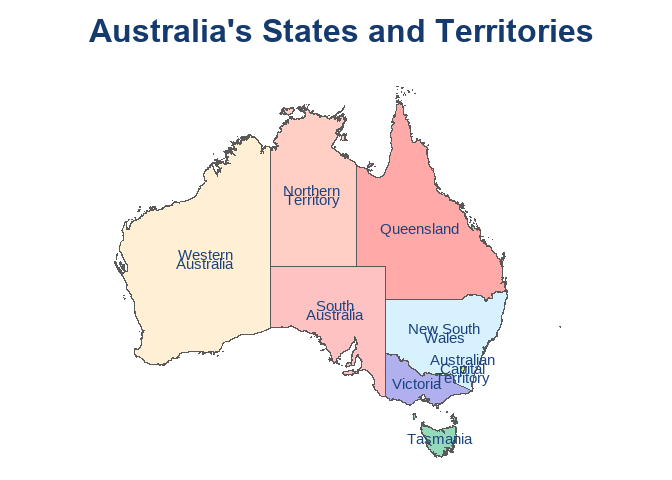 Australia's States and Territories
Northern
Territory
Queensland
Western
Australia
South
Australia
New South
Wales
Australian
Capital
Territory
Victoria
Tasmania